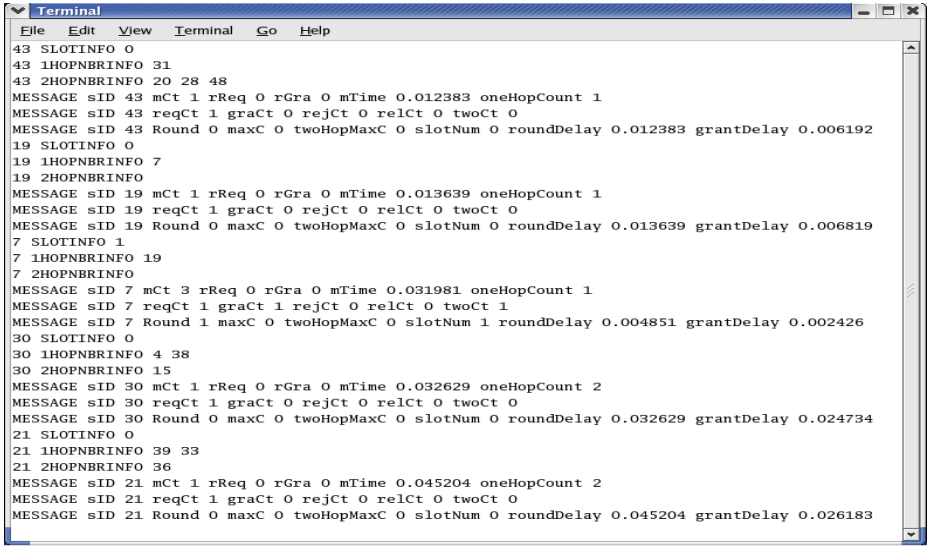 Terminal
File Edit View Terminal Go Help
43 SLOTINFO 0
43 1HOPNBRINFO 31
43 2HOPNBRINFO 20 28 48
MESSAGE sID 43 mCt 1 rReq 0 rGra 0 mTime 0.012383 oneHopCount 1
MESSAGE sID 43 reqCt 1 graCt 0 rejCt 0 relCt 0 twoCt 0
MESSAGE sID 43 Round 0 maxC 0 twoHopMaxC 0 slotNum 0 roundDelay 0.012383 grantDelay 0.006192
19 SLOTINFO 0
19 1HOPNBRINFO 7
19 2HOPNBRINFO
MESSAGE sID 19 mCt 1 rReq 0 rGra 0 mTime 0.013639 oneHopCount 1
MESSAGE sID 19 reqCt 1 graCt 0 rejCt 0 relCt 0 twoCt 0
MESSAGE sID 19 Round 0 maxC 0 twoHopMaxC 0 slotNum 0 roundDelay 0.013639 grantDelay 0.006819
7 SLOTINFO 1
7 1HOPNBRINFO 19
7 2HOPNBRINFO
MESSAGE sID 7 mCt 3 rReq 0 rGra 0 mTime 0.031981 oneHopCount 1
MESSAGE sID 7 reqCt 1 graCt 1 rejCt 0 relCt 0 twoCt 1
MESSAGE sID 7 Round 1 maxC 0 twoHopMaxC 0 slotNum 1 roundDelay 0.004851 grantDelay 0.002426
30 SLOTINFO 0
30 1HOPNBRINFO 4 38
30 2HOPNBRINFO 15
MESSAGE sID 30 mCt 1 rReq 0 rGra 0 mTime 0.032629 oneHopCount 2
MESSAGE sID 30 reqCt 1 graCt 0 rejCt 0 relCt 0 twoCt 0
MESSAGE sID 30 Round 0 maxC 0 twoHopMaxC 0 slotNum 0 roundDelay 0.032629 grantDelay 0.024734
21 SLOTINFO 0
21 1HOPNBRINFO 39 33
21 2HOPNBRINFO 36
MESSAGE sID 21 mCt 1 rReq 0 rGra 0 mTime 0.045204 oneHopCount 2
MESSAGE sID 21 reqCt 1 graCt 0 rejCt 0 relCt 0 twoCt 0
MESSAGE sID 21 Round 0 maxC 0 twoHopMaxC 0 slotNum 0 roundDelay 0.045204 grantDelay 0.026183